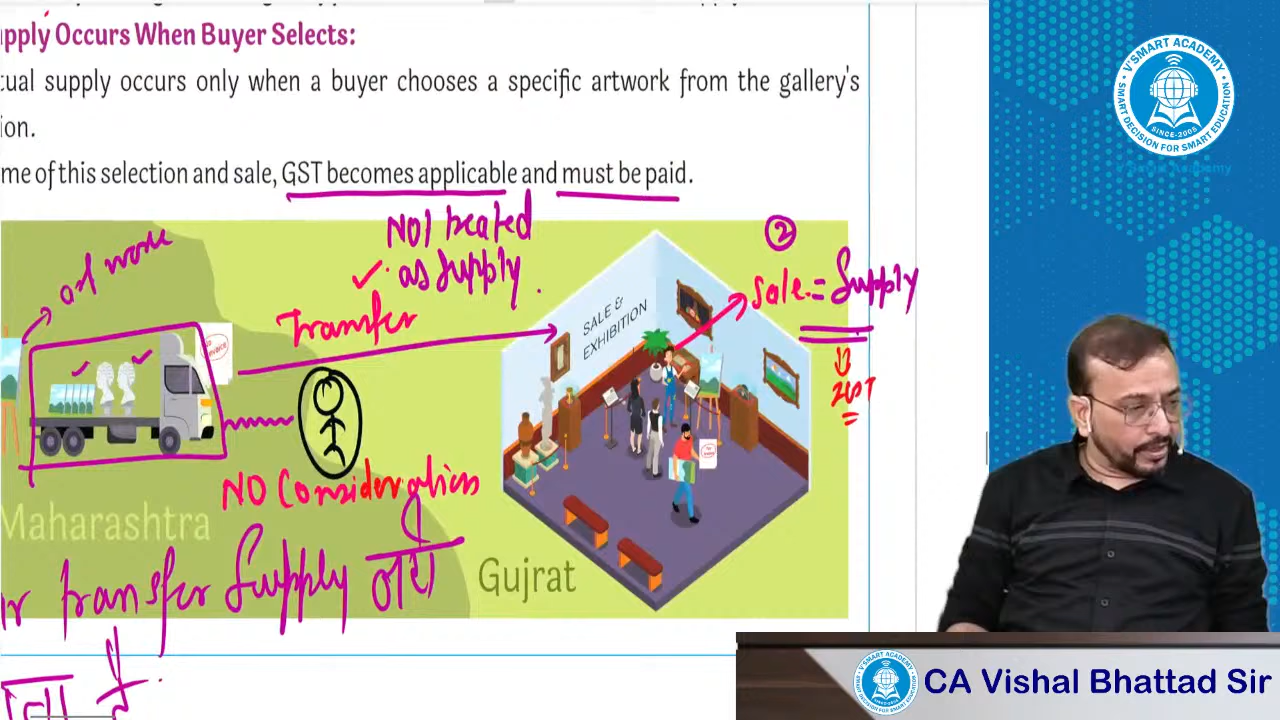 pply Occurs When Buyer Selects:
tual supply occurs only when a buyer chooses a specific artwork from the gallery's
ion.
me of this selection and sale, GST becomes applicable and must be paid.
Not treated
as supply.
art work
Transfer
②
Sale = Supply
GST
SALE &
EXHIBITION
NO Consideration
Maharashtra
Gujrat
transfer Supply नही
है.
V'SMART ACADEMY
SMART DECISION FOR SMART EDUCATION
SINCE-2005
CA Vishal Bhattad Sir